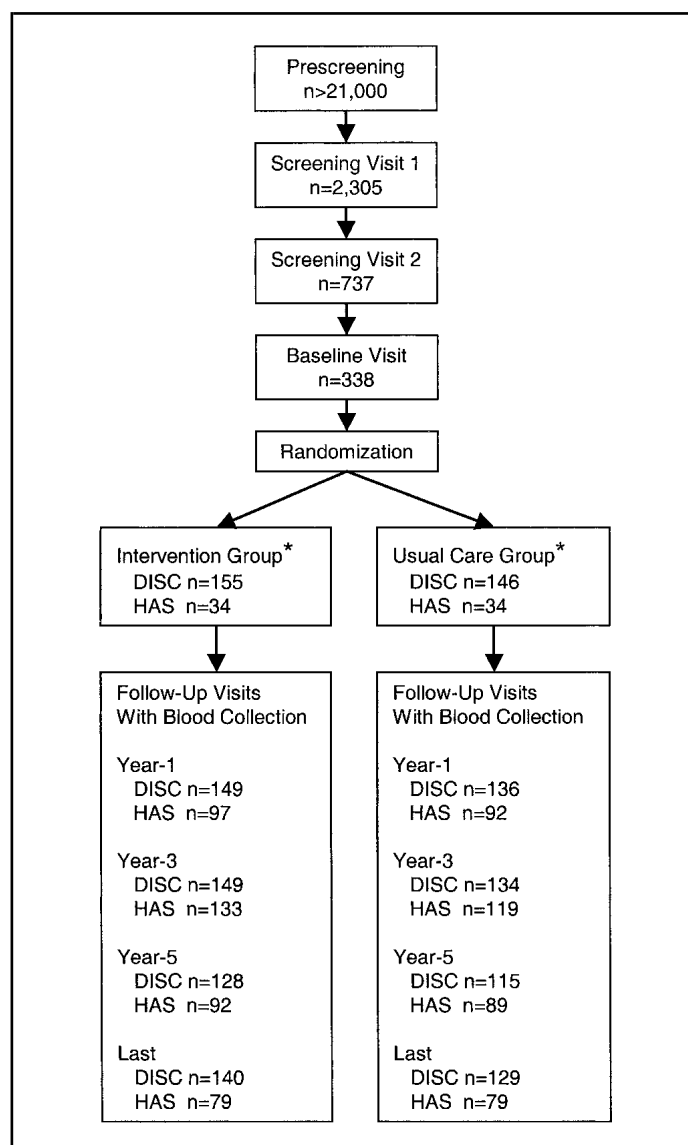 Prescreening
n>21,000
Screening Visit 1
n=2,305
Screening Visit 2
n=737
Baseline Visit
n=338
Randomization
Intervention Group*
DISC n=155
HAS n=34
Usual Care Group*
DISC n=146
HAS n=34
Follow-Up Visits
With Blood Collection
Year-1
DISC n=149
HAS n=97
Year-3
DISC n=149
HAS n=133
Year-5
DISC n=128
HAS n=92
Last
DISC n=140
HAS n=79
Follow-Up Visits
With Blood Collection
Year-1
DISC n=136
HAS n=92
Year-3
DISC n=134
HAS n=119
Year-5
DISC n=115
HAS n=89
Last
DISC n=129
HAS n=79